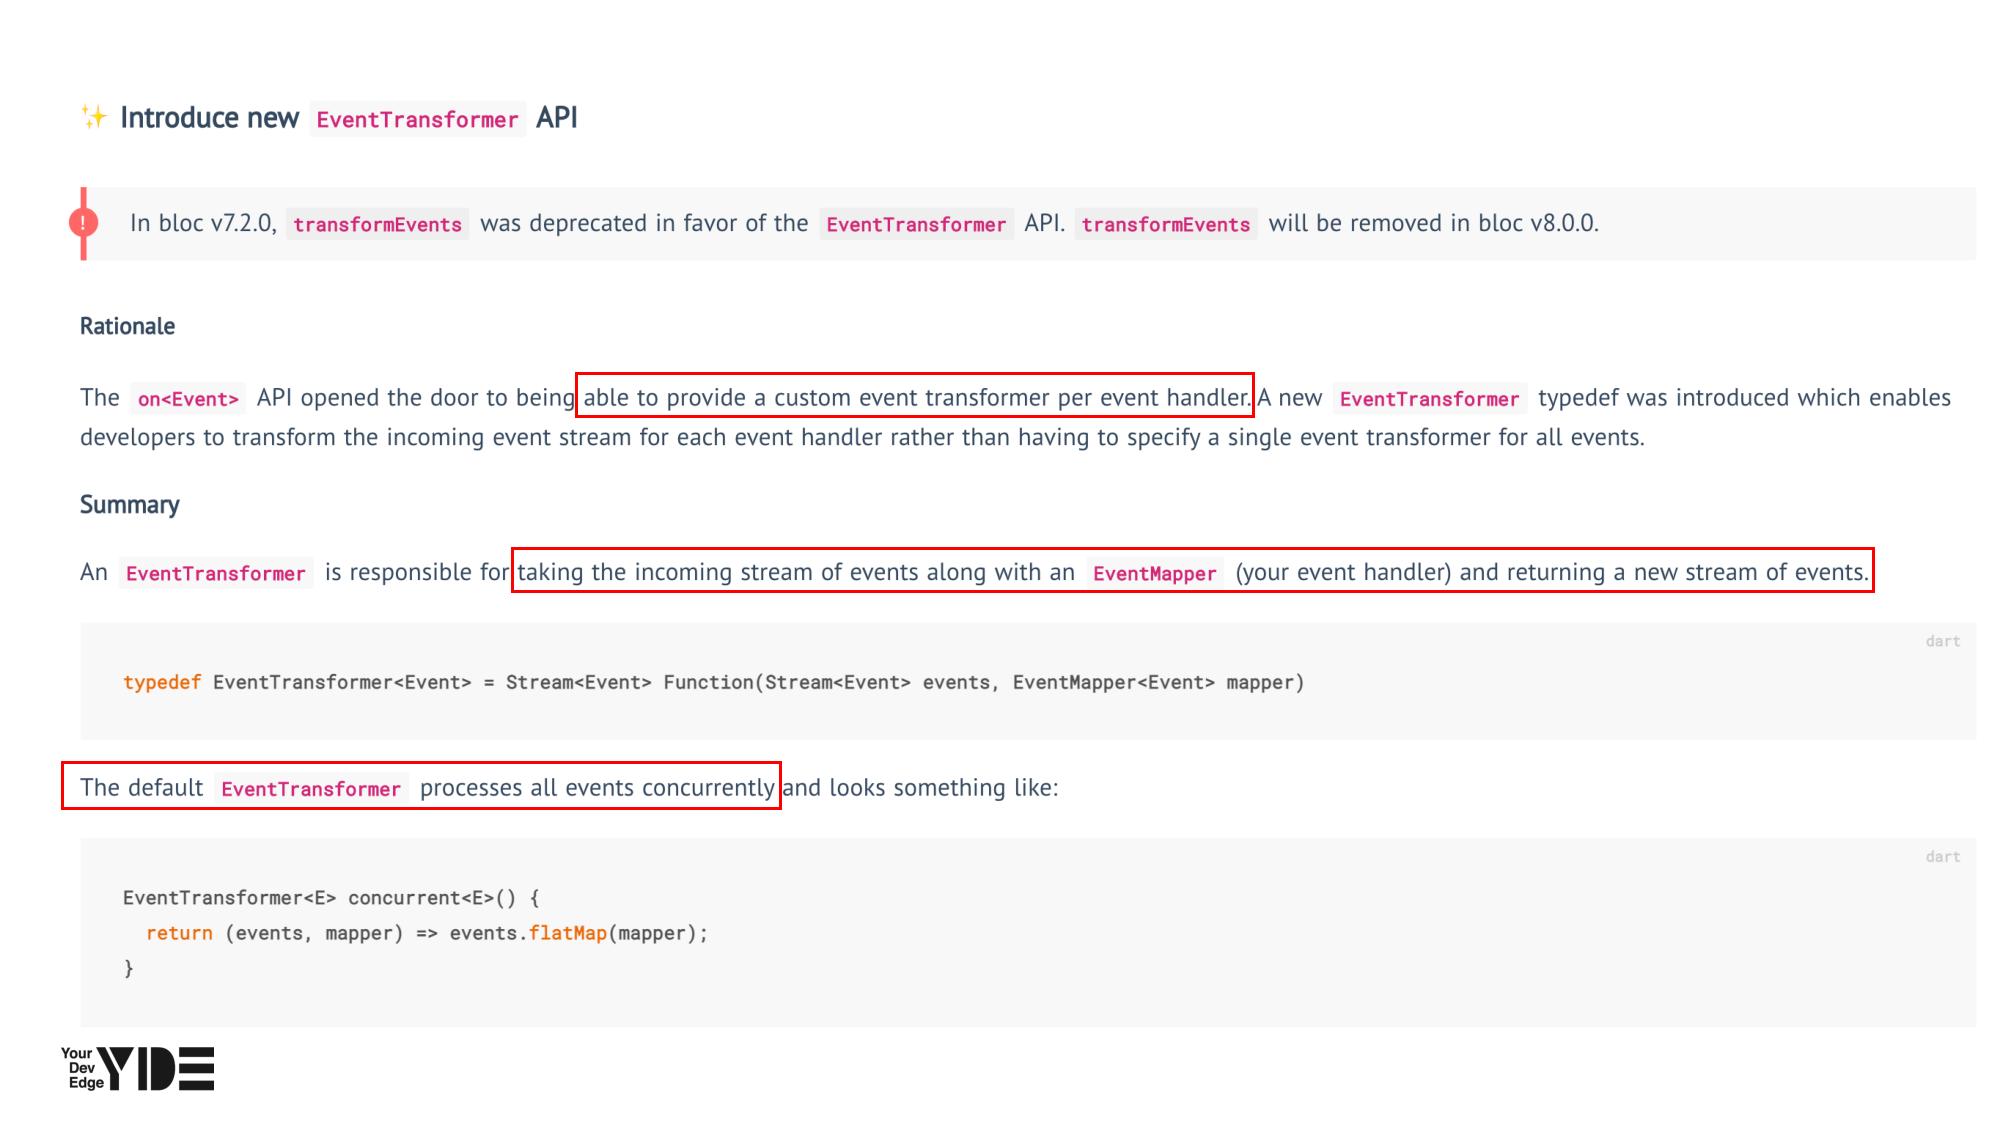 ✨ Introduce new EventTransformer API
! In bloc v7.2.0, transformEvents was deprecated in favor of the EventTransformer API. transformEvents will be removed in bloc v8.0.0.
Rationale
The on<Event> API opened the door to being able to provide a custom event transformer per event handler. A new EventTransformer typedef was introduced which enables
developers to transform the incoming event stream for each event handler rather than having to specify a single event transformer for all events.
Summary
An EventTransformer is responsible for taking the incoming stream of events along with an EventMapper (your event handler) and returning a new stream of events.
dart
typedef EventTransformer<Event> = Stream<Event> Function(Stream<Event> events, EventMapper<Event> mapper)
The default EventTransformer processes all events concurrently and looks something like:
dart
EventTransformer<E> concurrent<E>() {
  return (events, mapper) => events.flatMap(mapper);
}
Your
Dev
Edge
YDE